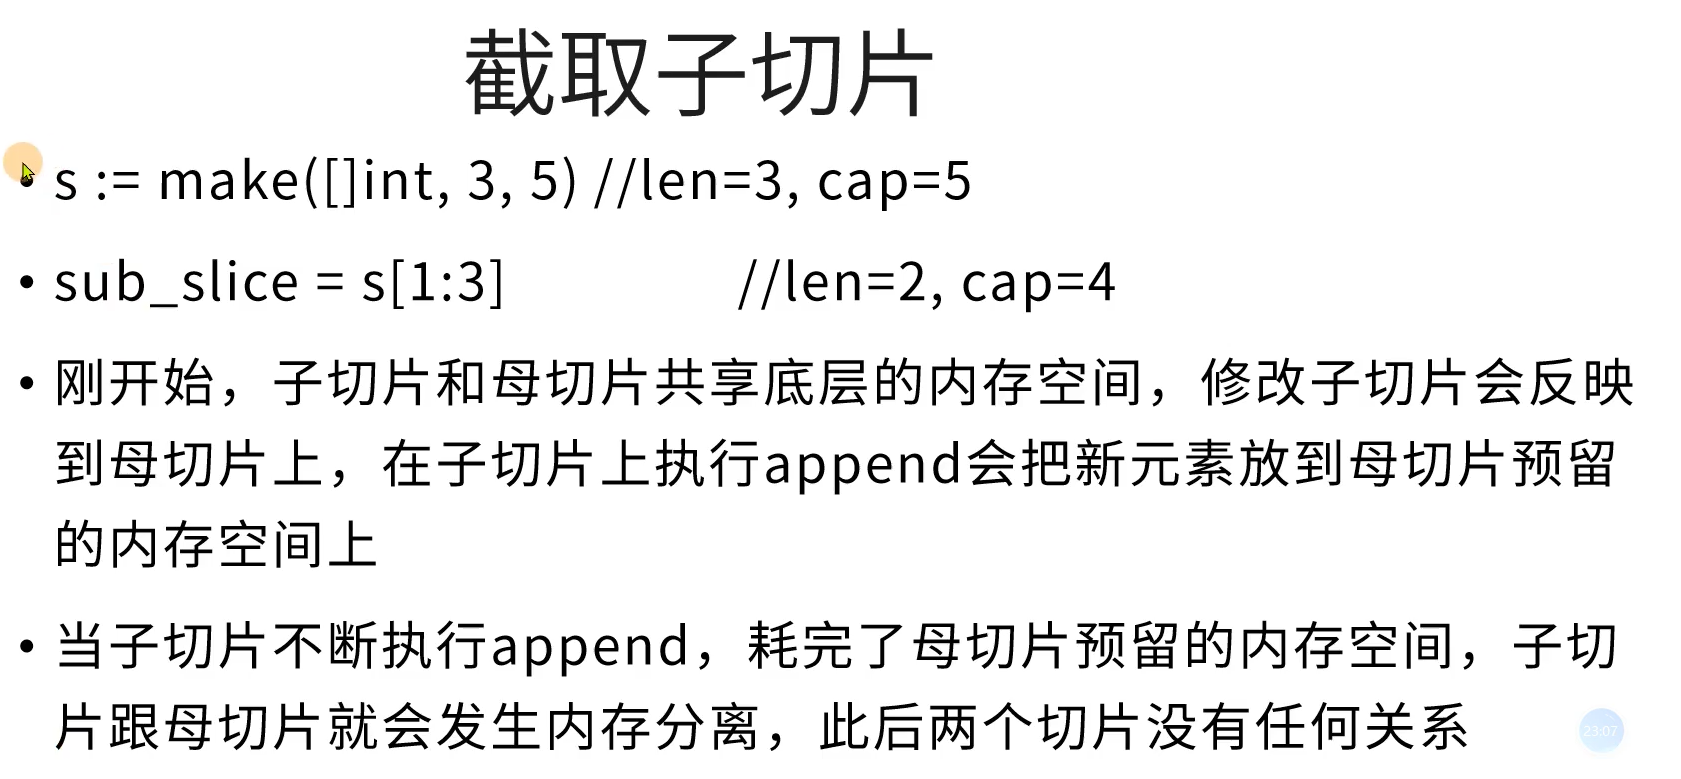 截取子切片
• s := make([]int, 3, 5) //len=3, cap=5
• sub_slice = s[1:3] //len=2, cap=4
• 刚开始，子切片和母切片共享底层的内存空间，修改子切片会反映
到母切片上，在子切片上执行append会把新元素放到母切片预留
的内存空间上
• 当子切片不断执行append，耗完了母切片预留的内存空间，子切
片跟母切片就会发生内存分离，此后两个切片没有任何关系
23:07